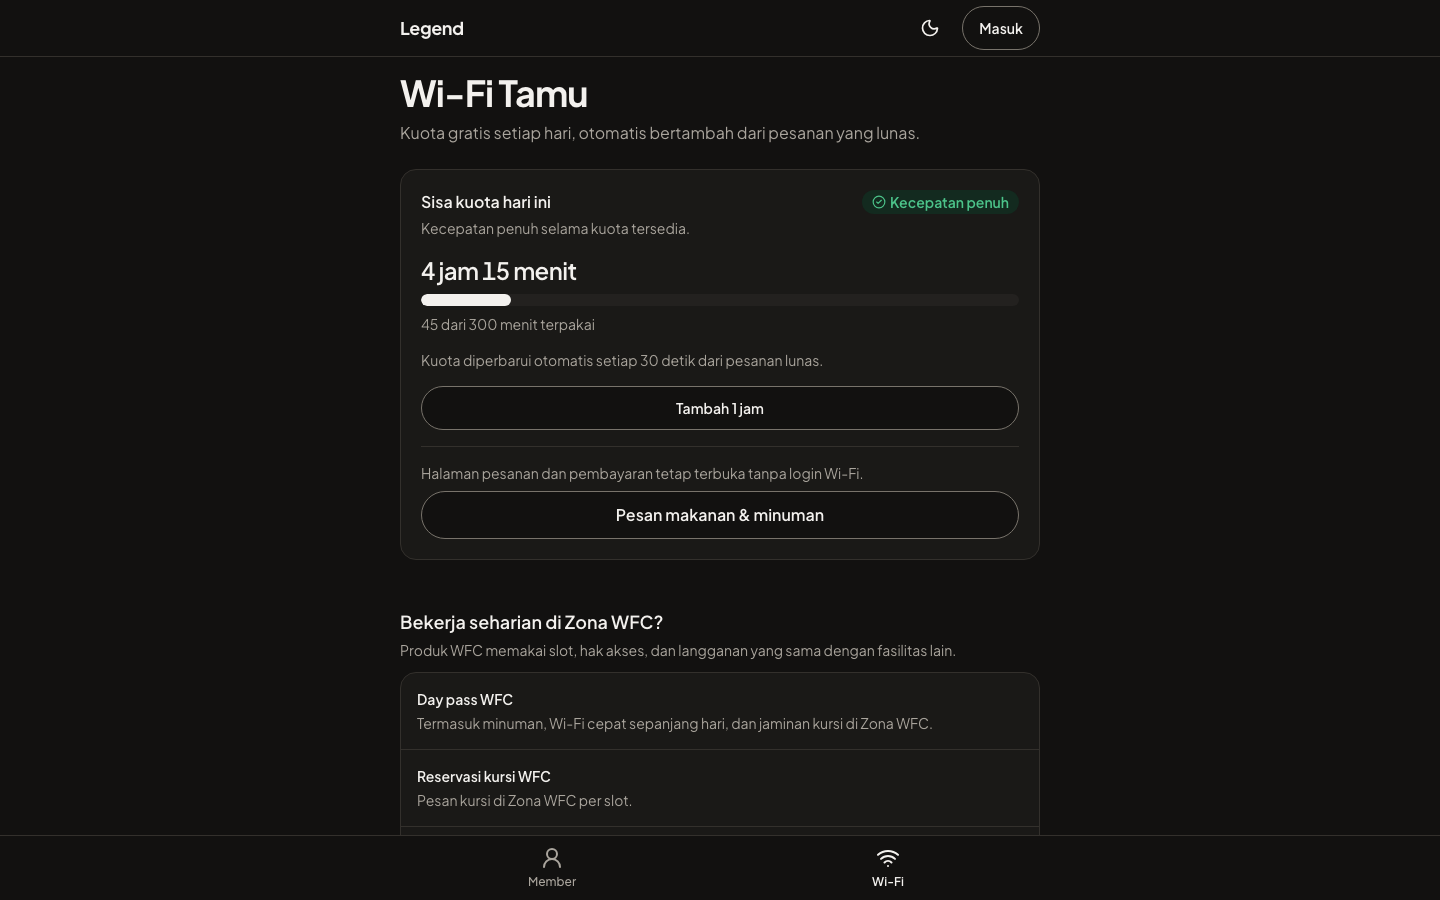 Legend
Masuk
Wi-Fi Tamu
Kuota gratis setiap hari, otomatis bertambah dari pesanan yang lunas.
Sisa kuota hari ini
Kecepatan penuh
Kecepatan penuh selama kuota tersedia.
4 jam 15 menit
45 dari 300 menit terpakai
Kuota diperbarui otomatis setiap 30 detik dari pesanan lunas.
Tambah 1 jam
Halaman pesanan dan pembayaran tetap terbuka tanpa login Wi-Fi.
Pesan makanan & minuman
Bekerja seharian di Zona WFC?
Produk WFC memakai slot, hak akses, dan langganan yang sama dengan fasilitas lain.
Day pass WFC
Termasuk minuman, Wi-Fi cepat sepanjang hari, dan jaminan kursi di Zona WFC.
Reservasi kursi WFC
Pesan kursi di Zona WFC per slot.
Member
Wi-Fi